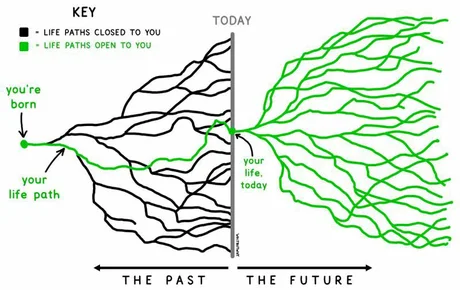 KEY
- LIFE PATHS CLOSED TO YOU
= LIFE PATHS OPEN TO YOU
TODAY
you're
born
your
life path
your
life,
today
THE PAST
THE FUTURE